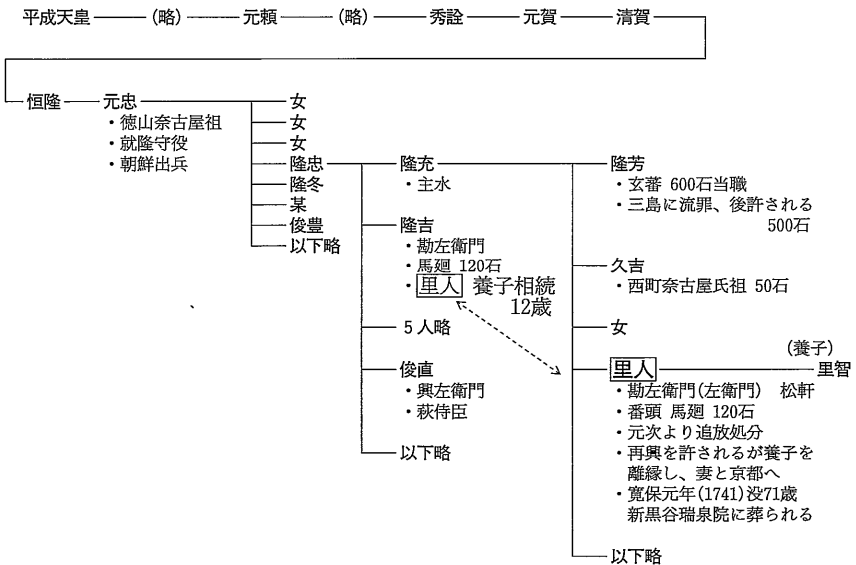 平成天皇 (略) 元頼 (略) 秀詮 元賀 清賀
恒隆 元忠
・徳山奈古屋祖
・就隆守役
・朝鮮出兵
女
女
女
隆忠
隆冬
某
俊豊
以下略
隆充
・主水
隆吉
・勘左衛門
・馬廻 120石
・里人 養子相続
12歳
5人略
俊直
・興左衛門
・萩侍臣
以下略
隆芳
・玄蕃 600石当職
・三島に流罪、後許される
500石
久吉
・西町奈古屋氏祖 50石
女
里人
(養子)
里智
・勘左衛門(左衛門) 松軒
・番頭 馬廻 120石
・元次より追放処分
・再興を許されるが養子を
離縁し、妻と京都へ
・寛保元年(1741)没71歳
新黒谷瑞泉院に葬られる
以下略